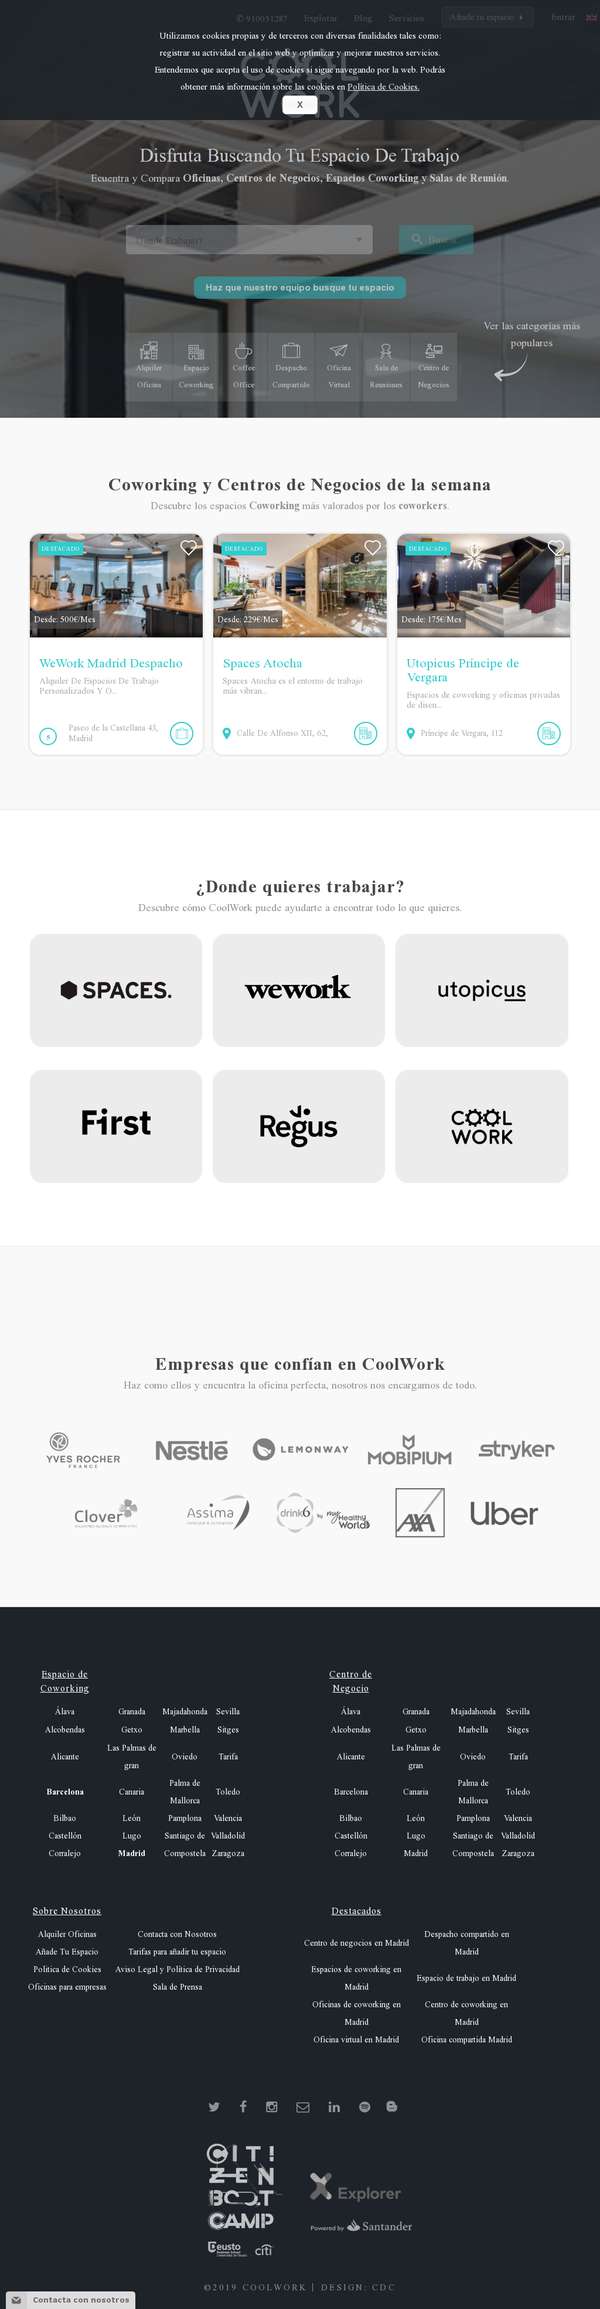 ✆ 910051287 Explorar Blog Servicios Añade tu espacio Entrar
Utilizamos cookies propias y de terceros con diversas finalidades tales como:
registrar su actividad en el sitio web y optimizar y mejorar nuestros servicios.
Entendemos que acepta el uso de cookies si sigue navegando por la web. Podrás
obtener más información sobre las cookies en Política de Cookies.
X
COOL
WORK
Disfruta Buscando Tu Espacio De Trabajo
Ecuentra y Compara Oficinas, Centros de Negocios, Espacios Coworking y Salas de Reunión.
¿Dónde Trabajar?
Buscar
Haz que nuestro equipo busque tu espacio
Ver las categorias más
populares
Alquiler
Oficina
Espacio
Coworking
Coffee
Office
Despacho
Compartido
Oficina
Virtual
Sala de
Reuniones
Centro de
Negocios
Coworking y Centros de Negocios de la semana
Descubre los espacios Coworking más valorados por los coworkers.
DESTACADO
Desde: 500€/Mes
WeWork Madrid Despacho
Alquiler De Espacios De Trabajo
Personalizados Y O...
5
Paseo de la Castellana 43,
Madrid
DESTACADO
Desde: 229€/Mes
Spaces Atocha
Spaces Atocha es el entorno de trabajo
más vibran...
Calle De Alfonso XII, 62,
DESTACADO
Desde: 175€/Mes
Utopicus Príncipe de
Vergara
Espacios de coworking y oficinas privadas
de disen...
Príncipe de Vergara, 112
¿Donde quieres trabajar?
Descubre cómo CoolWork puede ayudarte a encontrar todo lo que quieres.
SPACES.
wework
utopicus
First
Regus
COOL
WORK
Empresas que confían en CoolWork
Haz como ellos y encuentra la oficina perfecta, nosotros nos encargamos de todo.
YVES ROCHER
FRANCE
Nestlé
LEMONWAY
MOBIPIUM
stryker
Clover
Assima
drink6 by
Healthy
World
AXA
Uber
Espacio de
Coworking
Álava Granada Majadahonda Sevilla
Alcobendas Getxo Marbella Sitges
Alicante Las Palmas de gran Oviedo Tarifa
Barcelona Canaria Palma de Mallorca Toledo
Bilbao León Pamplona Valencia
Castellón Lugo Santiago de Valladolid
Corralejo Madrid Compostela Zaragoza
Centro de
Negocio
Álava Granada Majadahonda Sevilla
Alcobendas Getxo Marbella Sitges
Alicante Las Palmas de gran Oviedo Tarifa
Barcelona Canaria Palma de Mallorca Toledo
Bilbao León Pamplona Valencia
Castellón Lugo Santiago de Valladolid
Corralejo Madrid Compostela Zaragoza
Sobre Nosotros
Alquiler Oficinas Contacta con Nosotros
Añade Tu Espacio Tarifas para añadir tu espacio
Política de Cookies Aviso Legal y Política de Privacidad
Oficinas para empresas Sala de Prensa
Destacados
Centro de negocios en Madrid
Despacho compartido en
Madrid
Espacios de coworking en
Madrid
Espacio de trabajo en Madrid
Oficinas de coworking en
Madrid
Centro de coworking en
Madrid
Oficina virtual en Madrid
Oficina compartida Madrid
CITI
ZEN
BOOT
CAMP
Deusto
citi
Explorer
Powered by Santander
©2019 COOLWORK | DESIGN: CDC
Contacta con nosotros